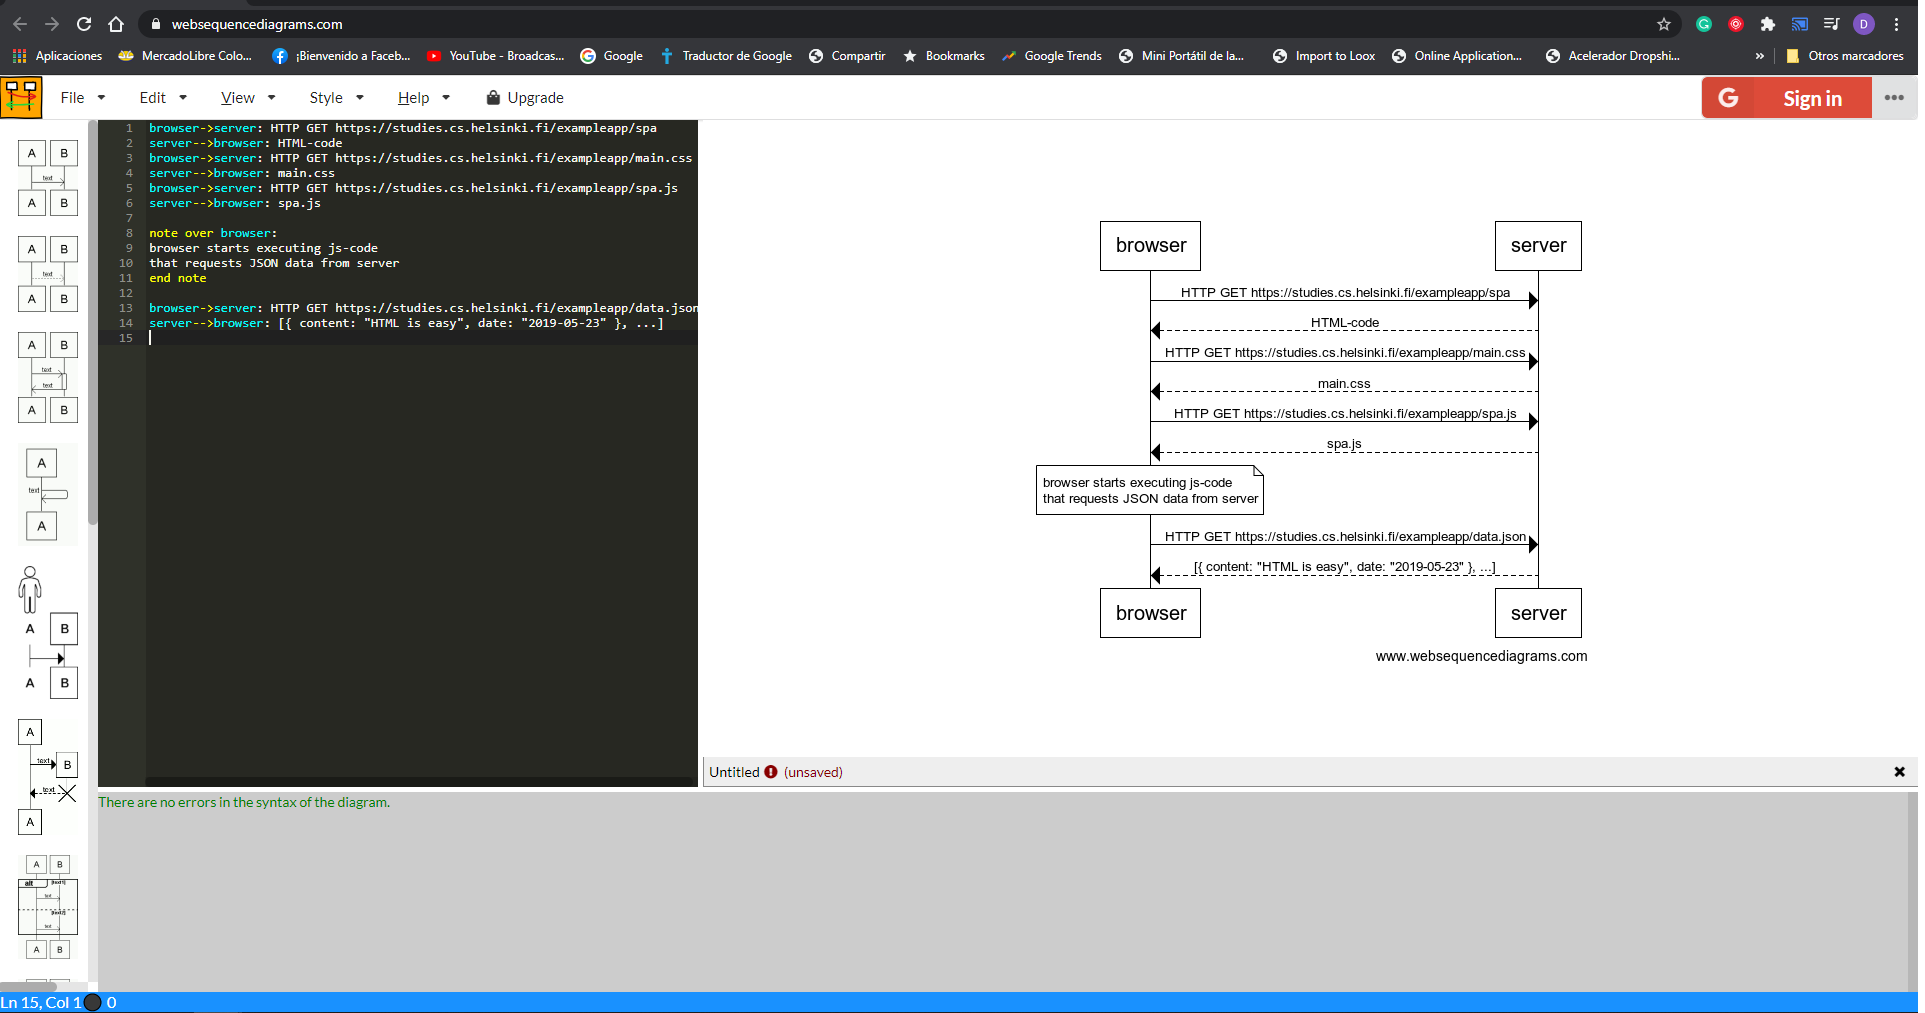 websequencediagrams.com
D
Aplicaciones
MercadoLibre Colo...
¡Bienvenido a Faceb...
YouTube - Broadcas...
Google
Traductor de Google
Compartir
Bookmarks
Google Trends
Mini Portátil de la...
Import to Loox
Online Application...
Acelerador Dropshi...
»
Otros marcadores
File
Edit
View
Style
Help
Upgrade
G Sign in
A B
text
A B
A B
text
A B
A B
text
text
A B
A
text
A
A B
A B
A
text B
text
A
A B
alt [text1]
text
[text2]
text
A B
1 browser->server: HTTP GET https://studies.cs.helsinki.fi/exampleapp/spa
2 server-->browser: HTML-code
3 browser->server: HTTP GET https://studies.cs.helsinki.fi/exampleapp/main.css
4 server-->browser: main.css
5 browser->server: HTTP GET https://studies.cs.helsinki.fi/exampleapp/spa.js
6 server-->browser: spa.js
7
8 note over browser:
9 browser starts executing js-code
10 that requests JSON data from server
11 end note
12
13 browser->server: HTTP GET https://studies.cs.helsinki.fi/exampleapp/data.json
14 server-->browser: [{ content: "HTML is easy", date: "2019-05-23" }, ...]
15
browser server
HTTP GET https://studies.cs.helsinki.fi/exampleapp/spa
HTML-code
HTTP GET https://studies.cs.helsinki.fi/exampleapp/main.css
main.css
HTTP GET https://studies.cs.helsinki.fi/exampleapp/spa.js
spa.js
browser starts executing js-code
that requests JSON data from server
HTTP GET https://studies.cs.helsinki.fi/exampleapp/data.json
[{ content: "HTML is easy", date: "2019-05-23" }, ...]
browser server
www.websequencediagrams.com
Untitled (unsaved)
There are no errors in the syntax of the diagram.
Ln 15, Col 1 0